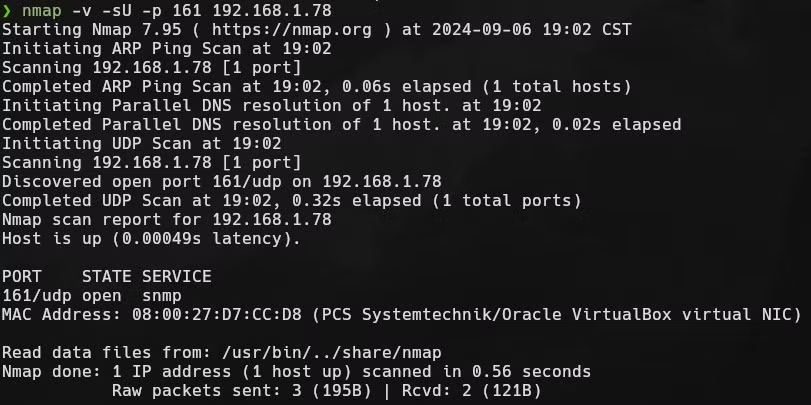 ❯ nmap -v -sU -p 161 192.168.1.78
Starting Nmap 7.95 ( https://nmap.org ) at 2024-09-06 19:02 CST
Initiating ARP Ping Scan at 19:02
Scanning 192.168.1.78 [1 port]
Completed ARP Ping Scan at 19:02, 0.06s elapsed (1 total hosts)
Initiating Parallel DNS resolution of 1 host. at 19:02
Completed Parallel DNS resolution of 1 host. at 19:02, 0.02s elapsed
Initiating UDP Scan at 19:02
Scanning 192.168.1.78 [1 port]
Discovered open port 161/udp on 192.168.1.78
Completed UDP Scan at 19:02, 0.32s elapsed (1 total ports)
Nmap scan report for 192.168.1.78
Host is up (0.00049s latency).

PORT    STATE SERVICE
161/udp open  snmp
MAC Address: 08:00:27:D7:CC:D8 (PCS Systemtechnik/Oracle VirtualBox virtual NIC)

Read data files from: /usr/bin/../share/nmap
Nmap done: 1 IP address (1 host up) scanned in 0.56 seconds
           Raw packets sent: 3 (195B) | Rcvd: 2 (121B)